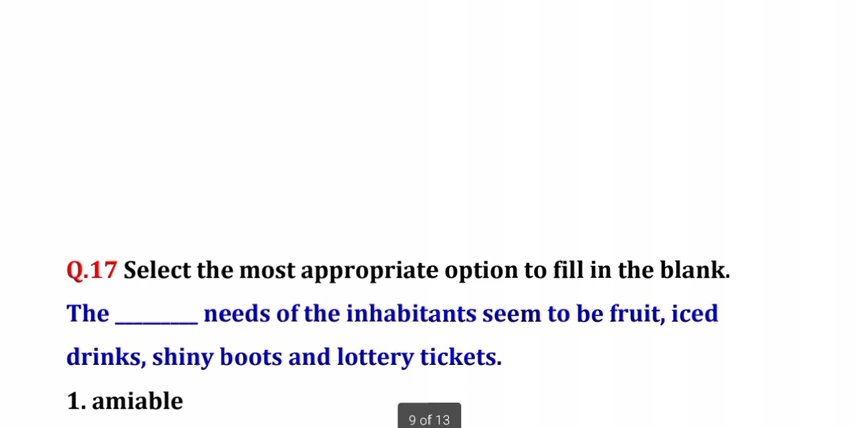 Q.17 Select the most appropriate option to fill in the blank.
The ________ needs of the inhabitants seem to be fruit, iced
drinks, shiny boots and lottery tickets.
1. amiable
9 of 13